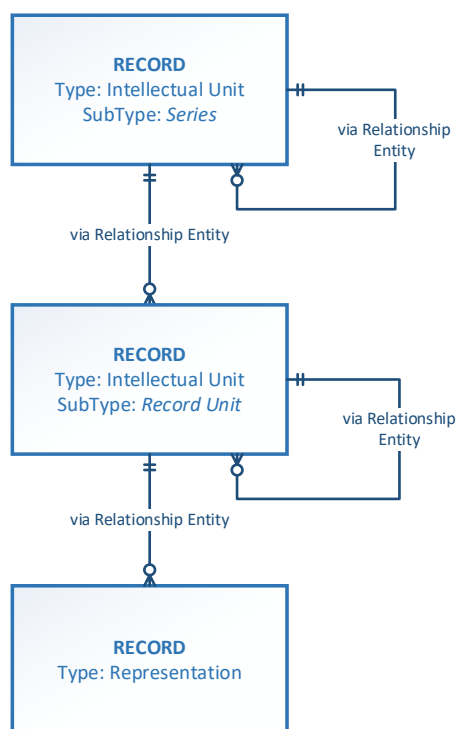 RECORD
Type: Intellectual Unit
SubType: Series
via Relationship
Entity
via Relationship Entity
RECORD
Type: Intellectual Unit
SubType: Record Unit
via Relationship
Entity
via Relationship Entity
RECORD
Type: Representation